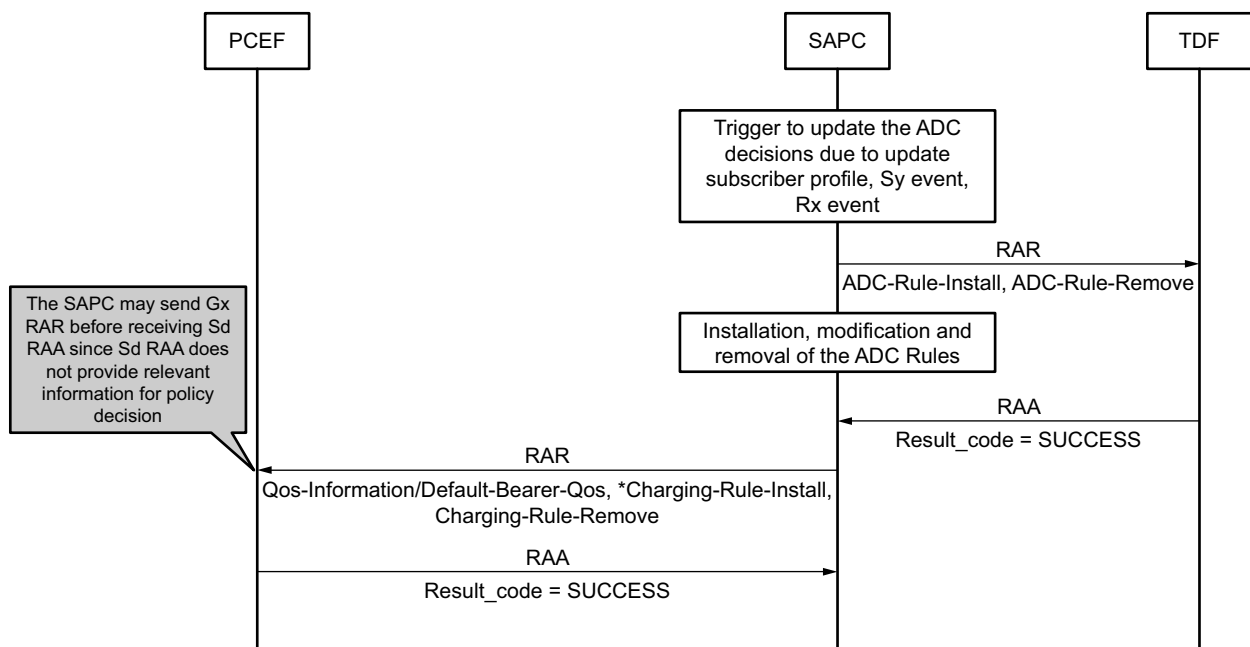 PCEF
SAPC
TDF
Trigger to update the ADC
decisions due to update
subscriber profile, Sy event,
Rx event
RAR
ADC-Rule-Install, ADC-Rule-Remove
The SAPC may send Gx
RAR before receiving Sd
RAA since Sd RAA does
not provide relevant
information for policy
decision
Installation, modification and
removal of the ADC Rules
RAA
Result_code = SUCCESS
RAR
Qos-Information/Default-Bearer-Qos, *Charging-Rule-Install,
Charging-Rule-Remove
RAA
Result_code = SUCCESS